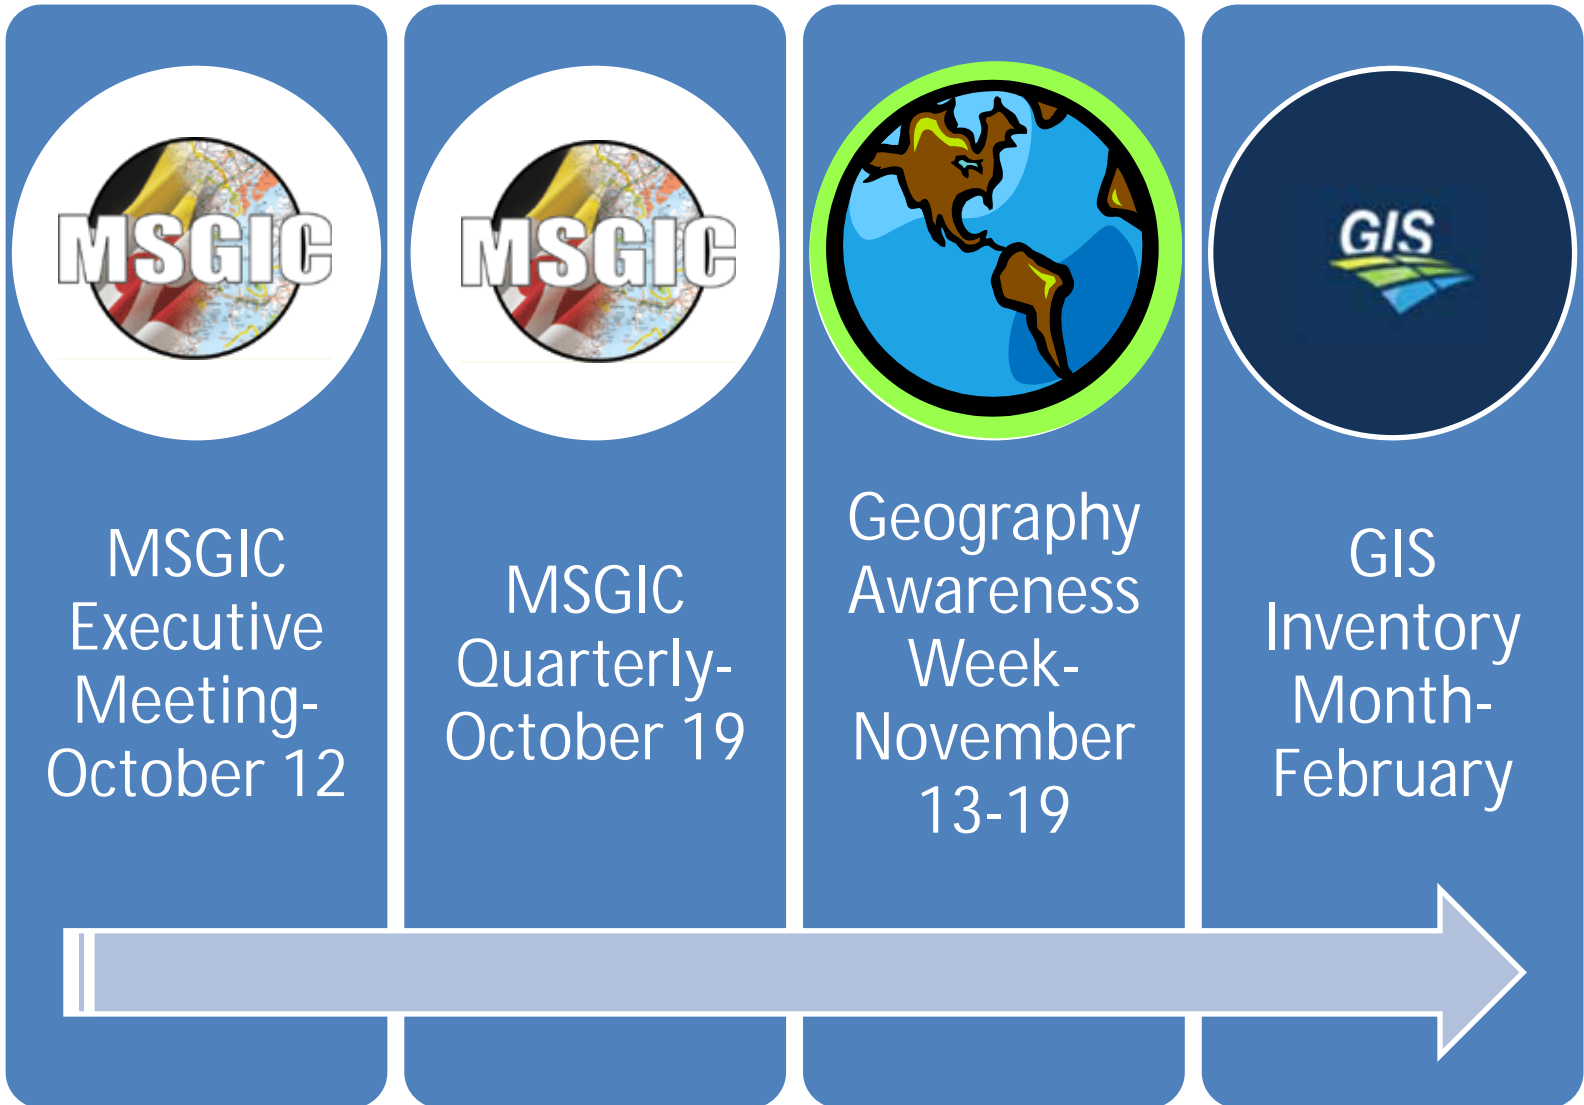 MSGIC
MSGIC
Executive
Meeting-
October 12
MSGIC
MSGIC
Quarterly-
October 19
Geography
Awareness
Week-
November
13-19
GIS
GIS
Inventory
Month-
February